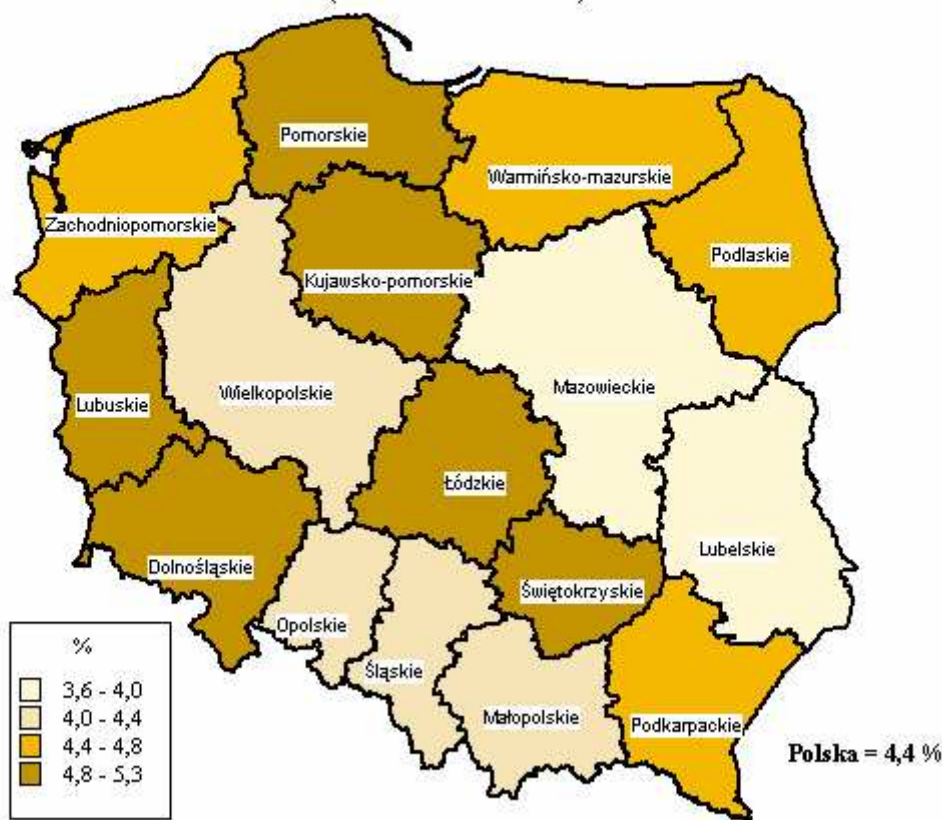 Pomorskie
Warmińsko-mazurskie
Zachodniopomorskie
Podlaskie
Kujawsko-pomorskie
Mazowieckie
Wielkopolskie
Lubuskie
Łódzkie
Lubelskie
Dolnośląskie
Świętokrzyskie
Opolskie
Śląskie
Małopolskie
Podkarpackie
%
3,6 - 4,0
4,0 - 4,4
4,4 - 4,8
4,8 - 5,3
Polska = 4,4 %